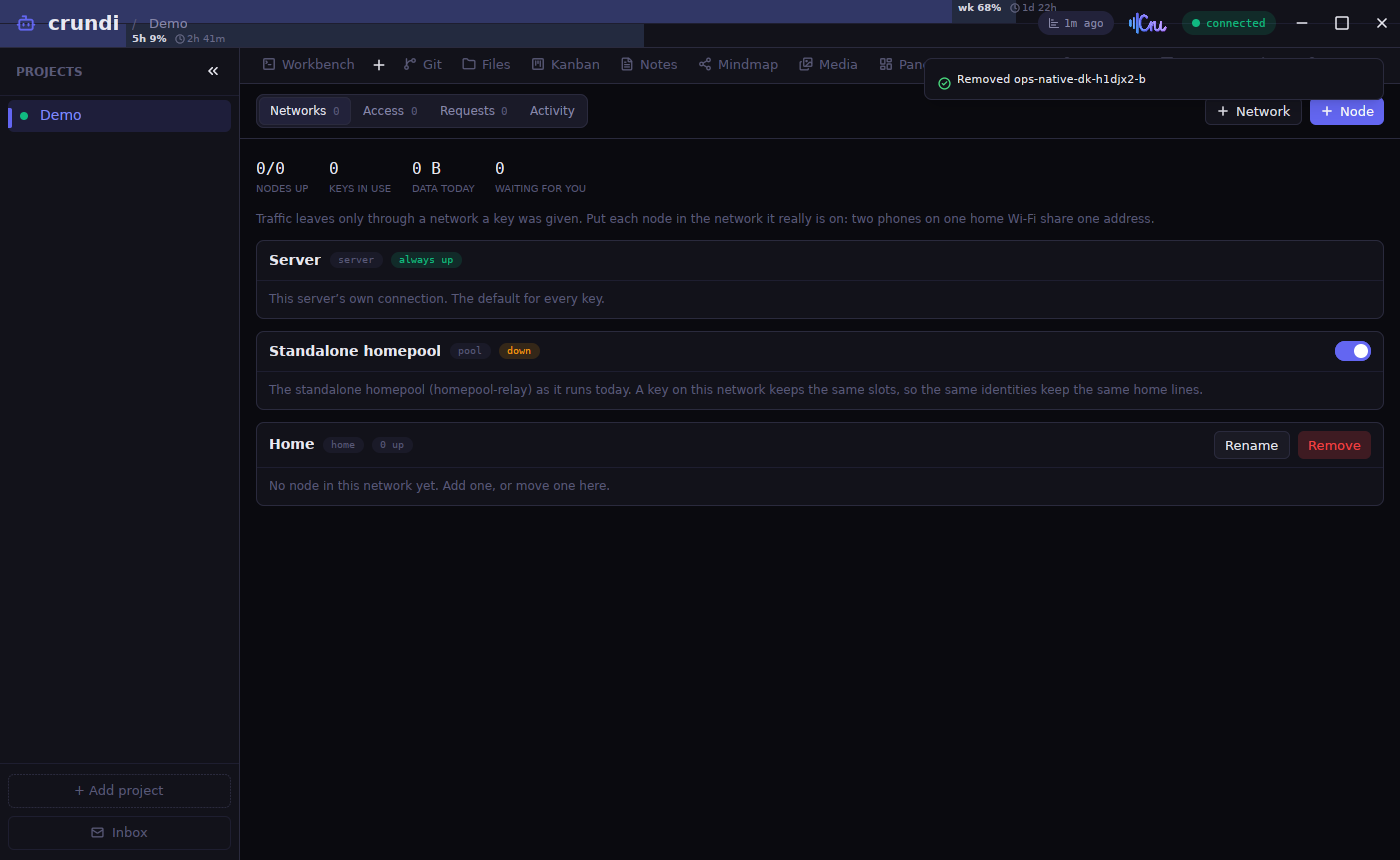 wk 68% 1d 22h
crundi / Demo
5h 9% 2h 41m
1m ago
Cru
connected
PROJECTS
Workbench + Git Files Kanban Notes Mindmap Media
Removed ops-native-dk-h1djx2-b
Demo
Networks 0 Access 0 Requests 0 Activity
+ Network + Node
0/0 0 0 B 0
NODES UP KEYS IN USE DATA TODAY WAITING FOR YOU
Traffic leaves only through a network a key was given. Put each node in the network it really is on: two phones on one home Wi-Fi share one address.
Server server always up
This server’s own connection. The default for every key.
Standalone homepool pool down
The standalone homepool (homepool-relay) as it runs today. A key on this network keeps the same slots, so the same identities keep the same home lines.
Home home 0 up Rename Remove
No node in this network yet. Add one, or move one here.
+ Add project
Inbox